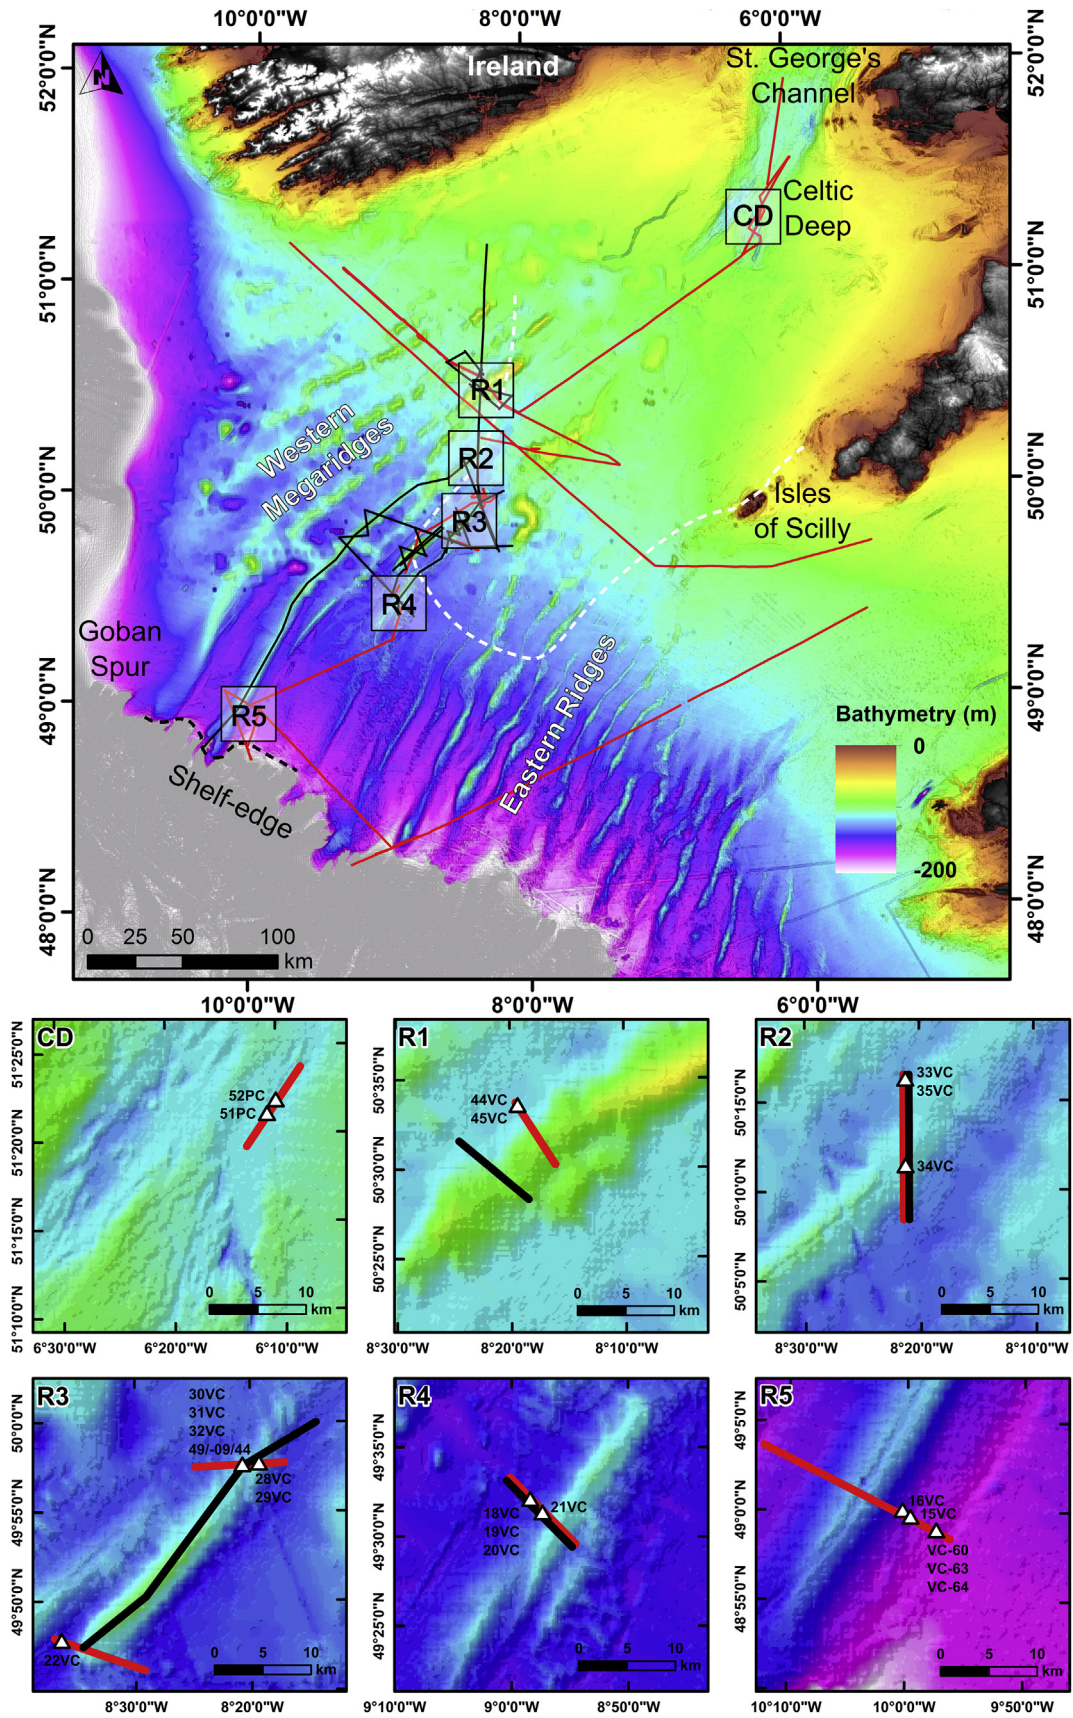 10°0'0"W 8°0'0"W 6°0'0"W
52°0'0"N
51°0'0"N
50°0'0"N
49°0'0"N
48°0'0"N
52°0'0"N
51°0'0"N
50°0'0"N
49°0'0"N
48°0'0"N
N
Ireland
St. George's
Channel
CD
Celtic
Deep
R1
Western
Megaridges
R2
R3
Isles
of Scilly
R4
Goban
Spur
R5
Eastern Ridges
Shelf-edge
Bathymetry (m)
0
-200
0 25 50 100
km
10°0'0"W 8°0'0"W 6°0'0"W
CD
51°25'0"N
51°20'0"N
51°15'0"N
51°10'0"N
52PC
51PC
0 5 10
km
6°30'0"W 6°20'0"W 6°10'0"W
R1
8°0'0"W
50°35'0"N
50°30'0"N
50°25'0"N
44VC
45VC
0 5 10
km
8°30'0"W 8°20'0"W 8°10'0"W
R2
6°0'0"W
50°15'0"N
50°10'0"N
50°5'0"N
33VC
35VC
34VC
0 5 10
km
8°30'0"W 8°20'0"W 8°10'0"W
R3
50°0'0"N
49°55'0"N
49°50'0"N
30VC
31VC
32VC
49/-09/44
28VC
29VC
22VC
0 5 10
km
8°30'0"W 8°20'0"W
R4
49°35'0"N
49°30'0"N
49°25'0"N
21VC
18VC
19VC
20VC
0 5 10
km
9°10'0"W 9°0'0"W 8°50'0"W
R5
49°5'0"N
49°0'0"N
48°55'0"N
16VC
15VC
VC-60
VC-63
VC-64
0 5 10
km
10°10'0"W 10°0'0"W 9°50'0"W